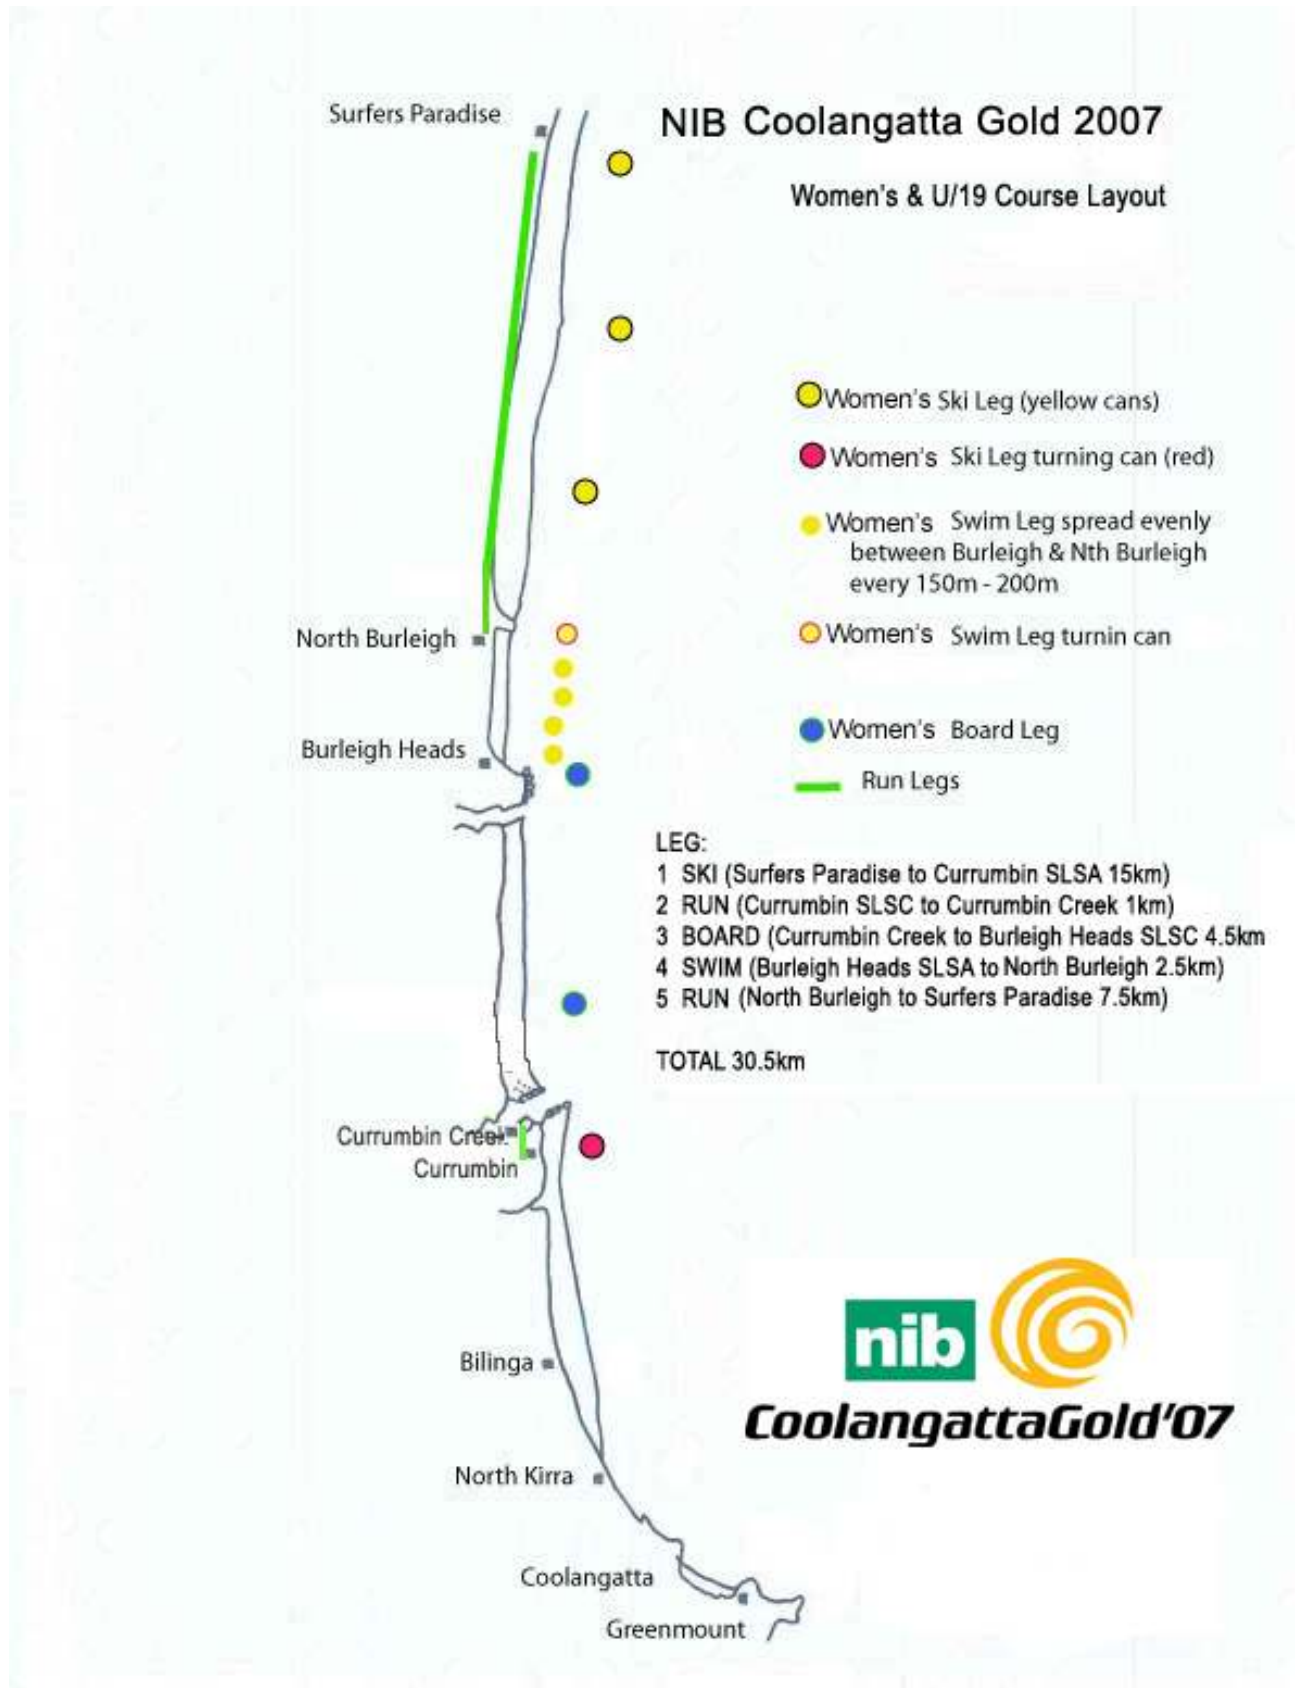 Surfers Paradise
NIB Coolangatta Gold 2007
Women's & U/19 Course Layout
Women's Ski Leg (yellow cans)
Women's Ski Leg turning can (red)
Women's Swim Leg spread evenly
between Burleigh & Nth Burleigh
every 150m - 200m
North Burleigh
Women's Swim Leg turnin can
Women's Board Leg
Burleigh Heads
Run Legs
LEG:
1 SKI (Surfers Paradise to Currumbin SLSA 15km)
2 RUN (Currumbin SLSC to Currumbin Creek 1km)
3 BOARD (Currumbin Creek to Burleigh Heads SLSC 4.5km
4 SWIM (Burleigh Heads SLSA to North Burleigh 2.5km)
5 RUN (North Burleigh to Surfers Paradise 7.5km)
TOTAL 30.5km
Currumbin Creek
Currumbin
nib
CoolangattaGold'07
Bilinga
North Kirra
Coolangatta
Greenmount